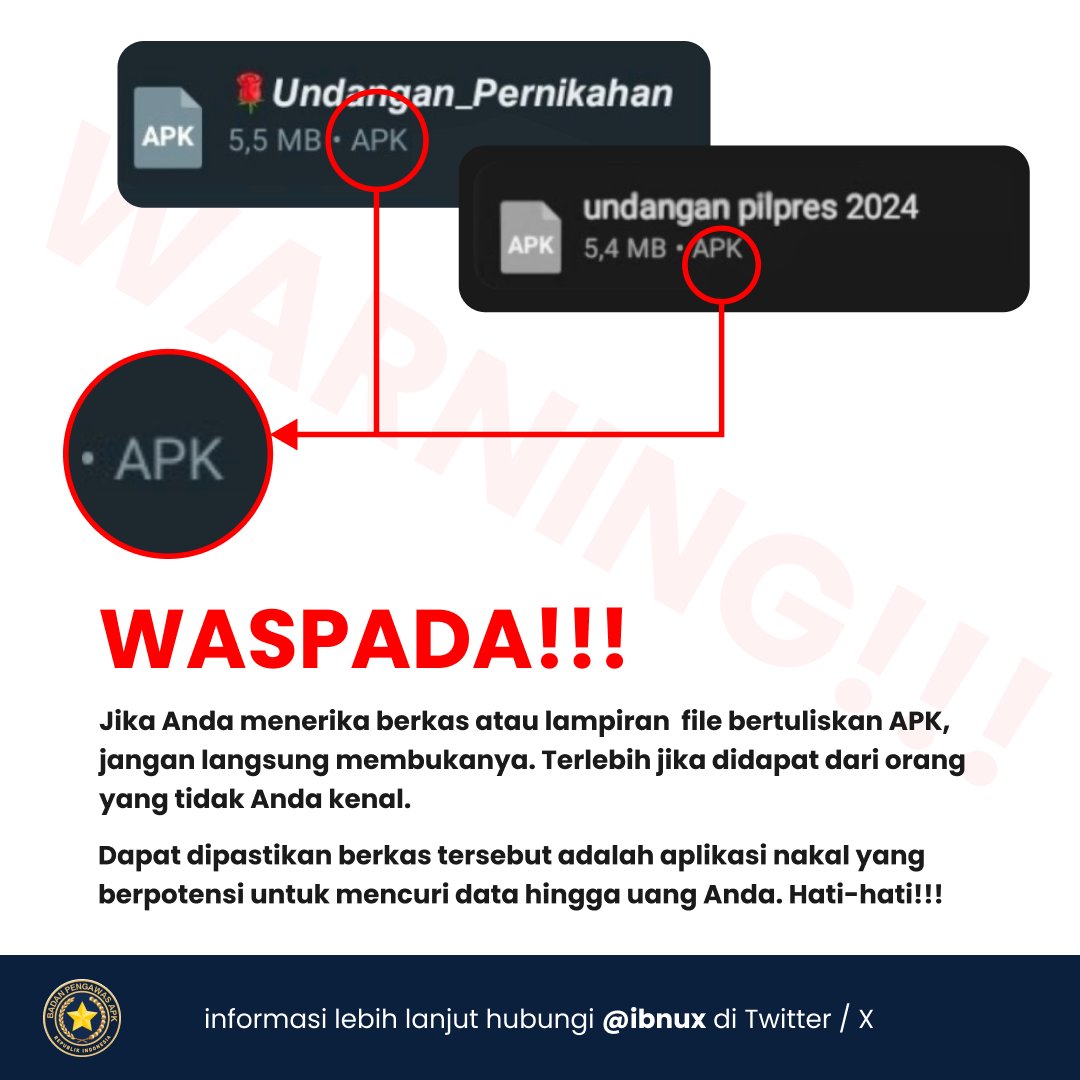 🌹Undangan_Pernikahan
APK
5,5 MB • APK
undangan pilpres 2024
APK
5,4 MB • APK
• APK
WARNING!!!
WASPADA!!!
Jika Anda menerika berkas atau lampiran  file bertuliskan APK,
jangan langsung membukanya. Terlebih jika didapat dari orang
yang tidak Anda kenal.
Dapat dipastikan berkas tersebut adalah aplikasi nakal yang
berpotensi untuk mencuri data hingga uang Anda. Hati-hati!!!
BADAN PENGAWAS APK
REPUBLIK INDONESIA
informasi lebih lanjut hubungi @ibnux di Twitter / X